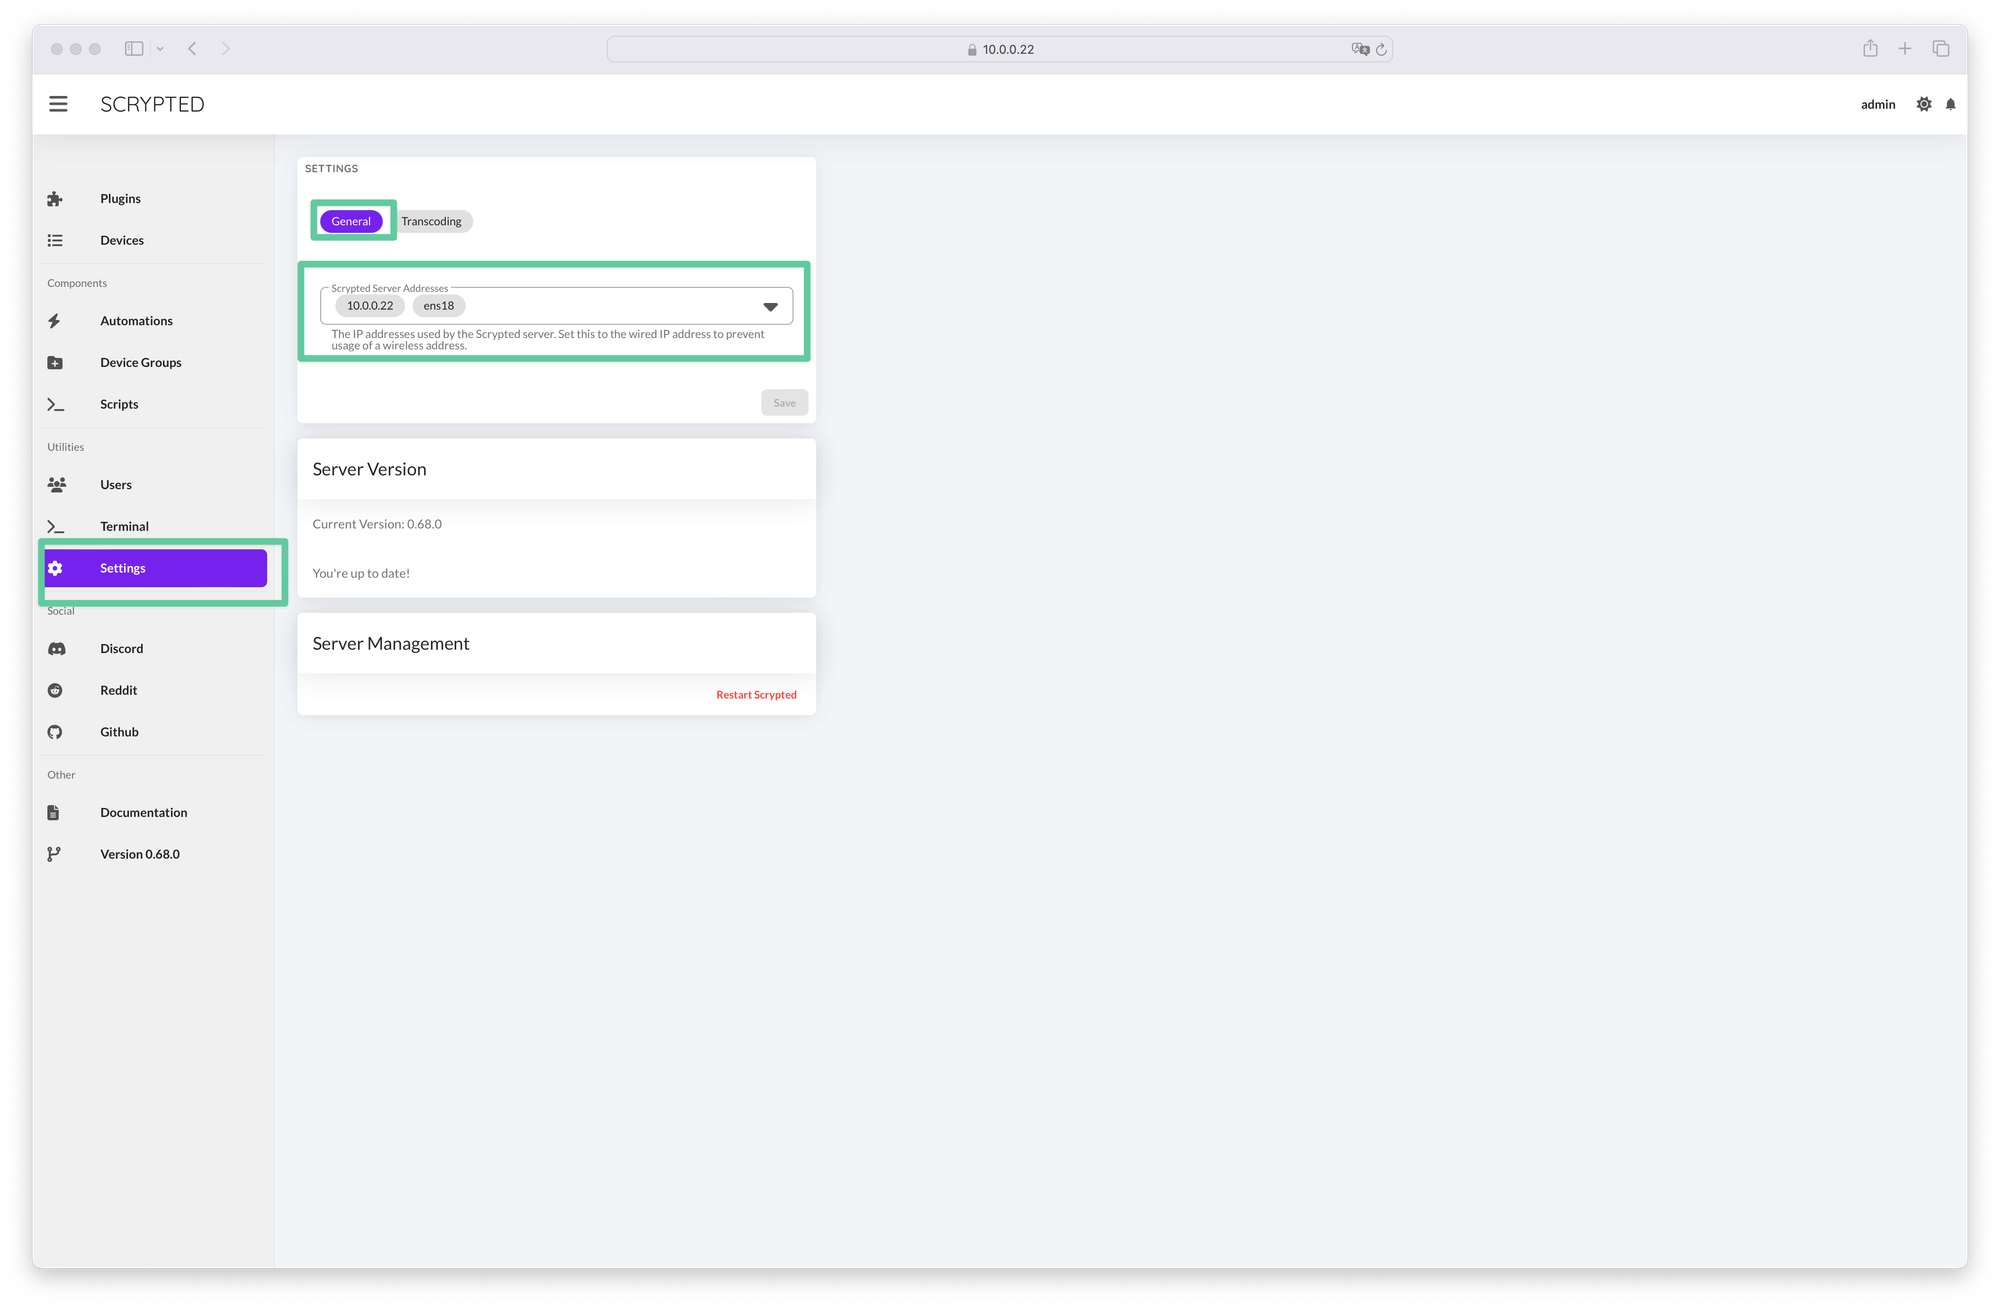 10.0.0.22
SCRYPTED
admin
Plugins
Devices
Components
Automations
Device Groups
Scripts
Utilities
Users
Terminal
Settings
Social
Discord
Reddit
Github
Other
Documentation
Version 0.68.0
SETTINGS
General Transcoding
Scrypted Server Addresses
10.0.0.22 ens18
The IP addresses used by the Scrypted server. Set this to the wired IP address to prevent
usage of a wireless address.
Save
Server Version
Current Version: 0.68.0
You're up to date!
Server Management
Restart Scrypted